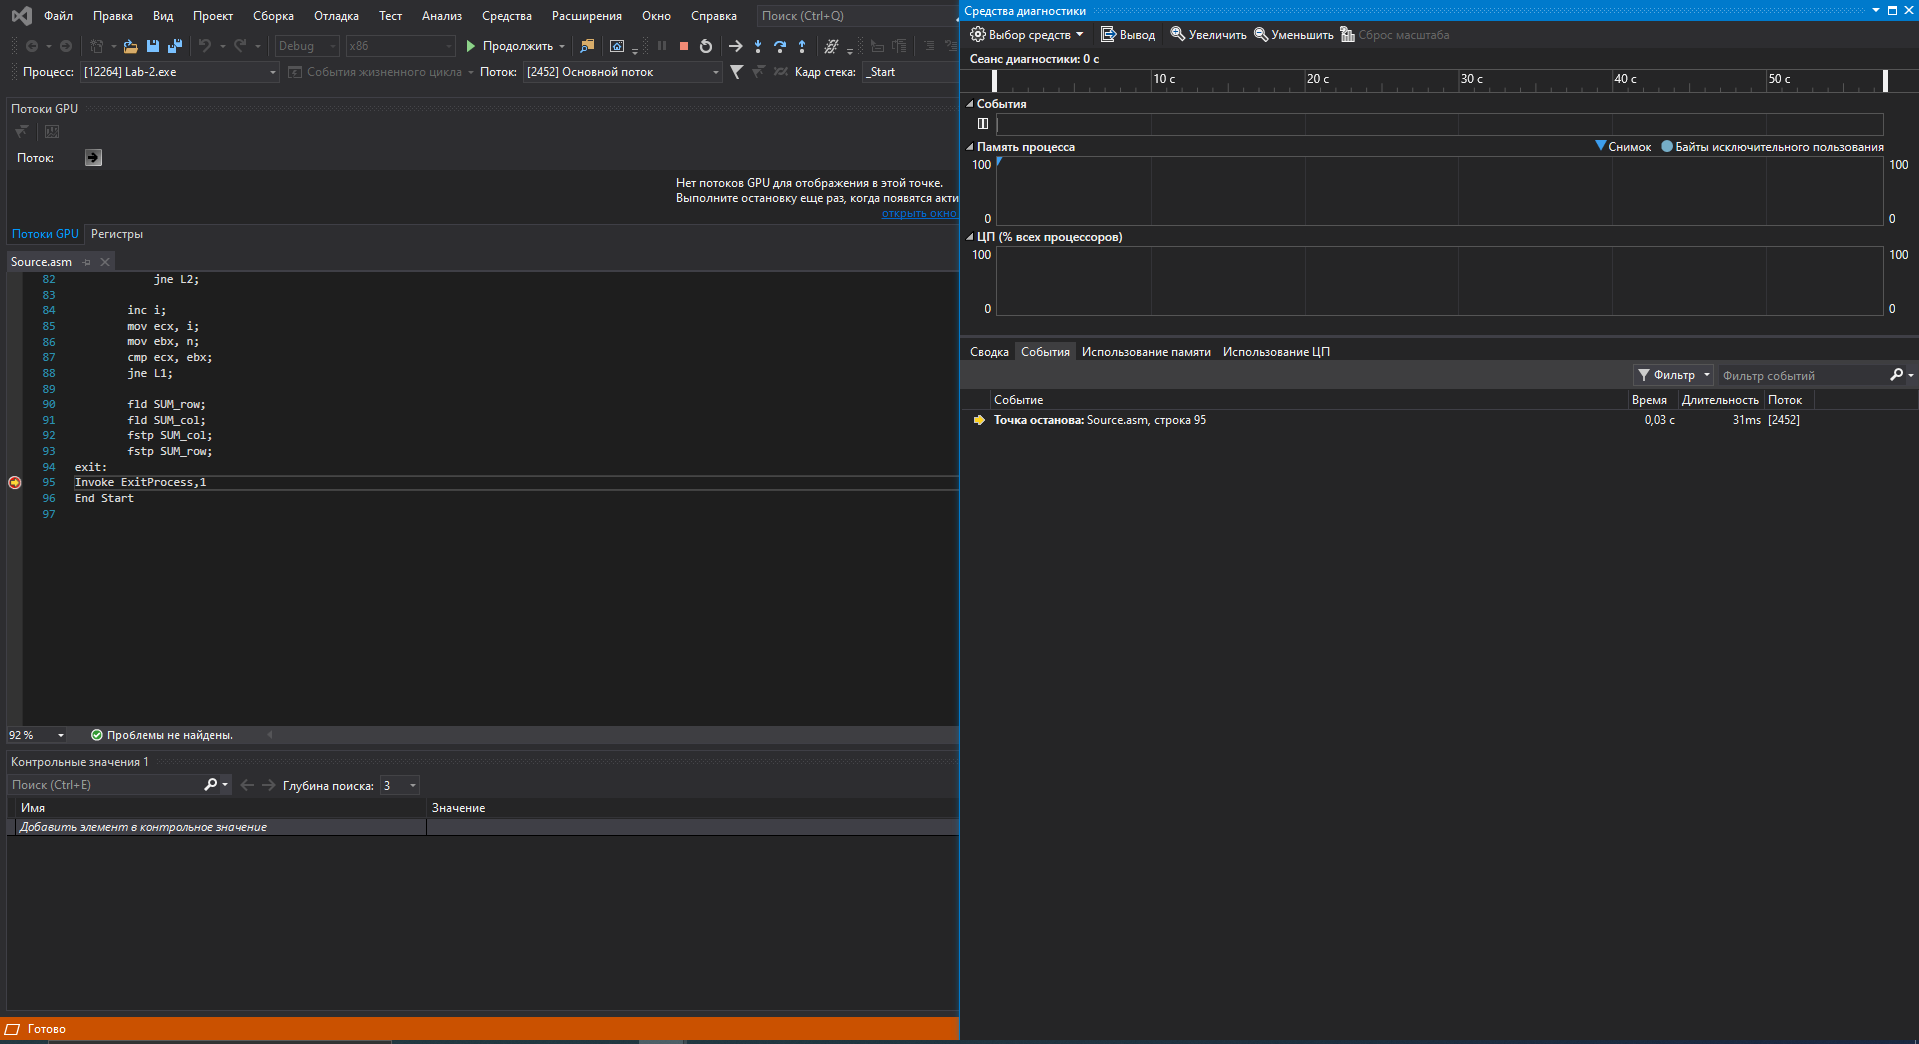 Файл Правка Вид Проект Сборка Отладка Тест Анализ Средства Расширения Окно Справка Поиск (Ctrl+Q)
Debug x86 Продолжить
Процесс: [12264] Lab-2.exe События жизненного цикла Поток: [2452] Основной поток Кадр стека: _Start
Потоки GPU
Поток:
Нет потоков GPU для отображения в этой точке.
Выполните остановку еще раз, когда появятся акти
открыть окно
Потоки GPU Регистры
Source.asm
82 jne L2;
83
84 inc i;
85 mov ecx, i;
86 mov ebx, n;
87 cmp ecx, ebx;
88 jne L1;
89
90 fld SUM_row;
91 fld SUM_col;
92 fstp SUM_col;
93 fstp SUM_row;
94 exit:
95 Invoke ExitProcess,1
96 End Start
97
92 % Проблемы не найдены.
Контрольные значения 1
Поиск (Ctrl+E) Глубина поиска: 3
Имя Значение
Добавить элемент в контрольное значение
Готово
Средства диагностики
Выбор средств Вывод Увеличить Уменьшить Сброс масштаба
Сеанс диагностики: 0 с
10 с 20 с 30 с 40 с 50 с
События
Память процесса Снимок Байты исключительного пользования
100 100
0 0
ЦП (% всех процессоров)
100 100
0 0
Сводка События Использование памяти Использование ЦП
Фильтр Фильтр событий
Событие Время Длительность Поток
Точка останова: Source.asm, строка 95 0,03 с 31ms [2452]